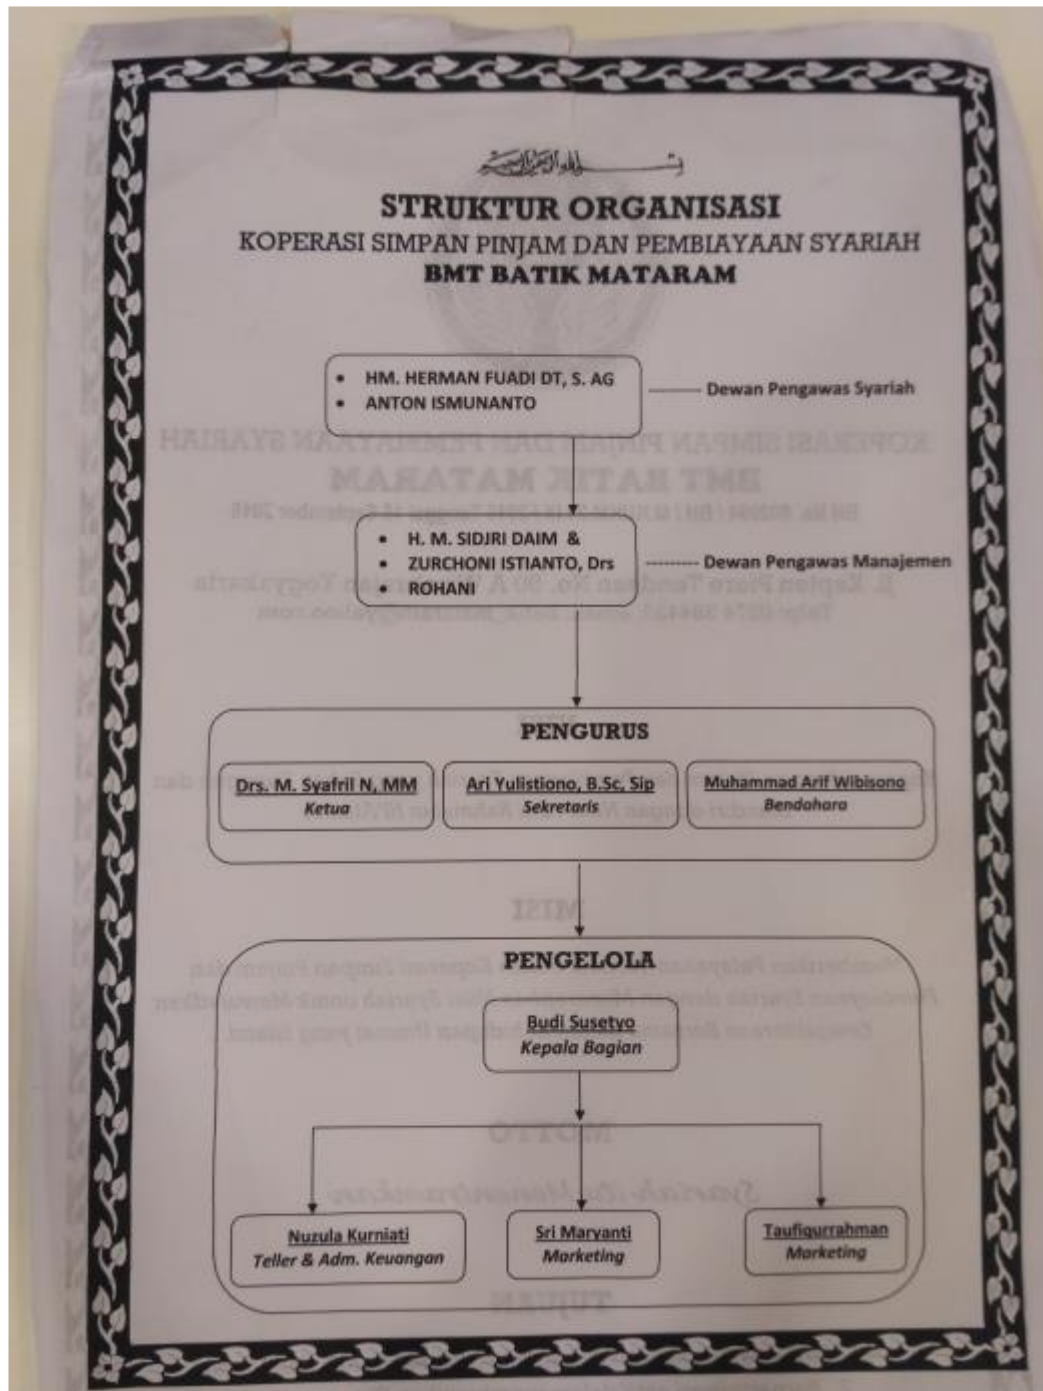 STRUKTUR ORGANISASI
KOPERASI SIMPAN PINJAM DAN PEMBIAYAAN SYARIAH
BMT BATIK MATARAM
• HM. HERMAN FUADI DT, S. AG
• ANTON ISMUNANTO
Dewan Pengawas Syariah
• H. M. SIDJRI DAIM &
• ZURCHONI ISTIANTO, Drs
• ROHANI
Dewan Pengawas Manajemen
PENGURUS
Drs. M. Syafril N, MM
Ketua
Ari Yulistiono, B.Sc, Sip
Sekretaris
Muhammad Arif Wibisono
Bendahara
PENGELOLA
Budi Susetyo
Kepala Bagian
Nuzula Kurniati
Teller & Adm. Keuangan
Sri Maryanti
Marketing
Taufiqurrahman
Marketing